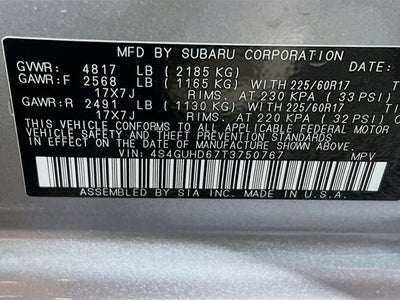 MFD BY SUBARU CORPORATION DATE:
GVWR: 4817 LB (2185 KG)
GAWR:F 2568 LB (1165 KG) WITH 225/60R17
17X7J RIMS.AT 230 KPA (33 PSI
GAWR:R 2491 LB (1130 KG) WITH 225/60R17
17X7J RIMS.AT 220 KPA (32 PSI)
THIS VEHICLE CONFORMS TO ALL APPLICABLE FEDERAL MOTOR
VEHICLE SAFETY AND THEFT PREVENTION STANDARDS
IN EFFECT ON THE DATE OF MANUFACTURE SHOWN ABOVE.
VIN: 4S4GUHD67T3750767 MPV
ASSEMBLED BY SIA INC. MADE IN U.S.A.